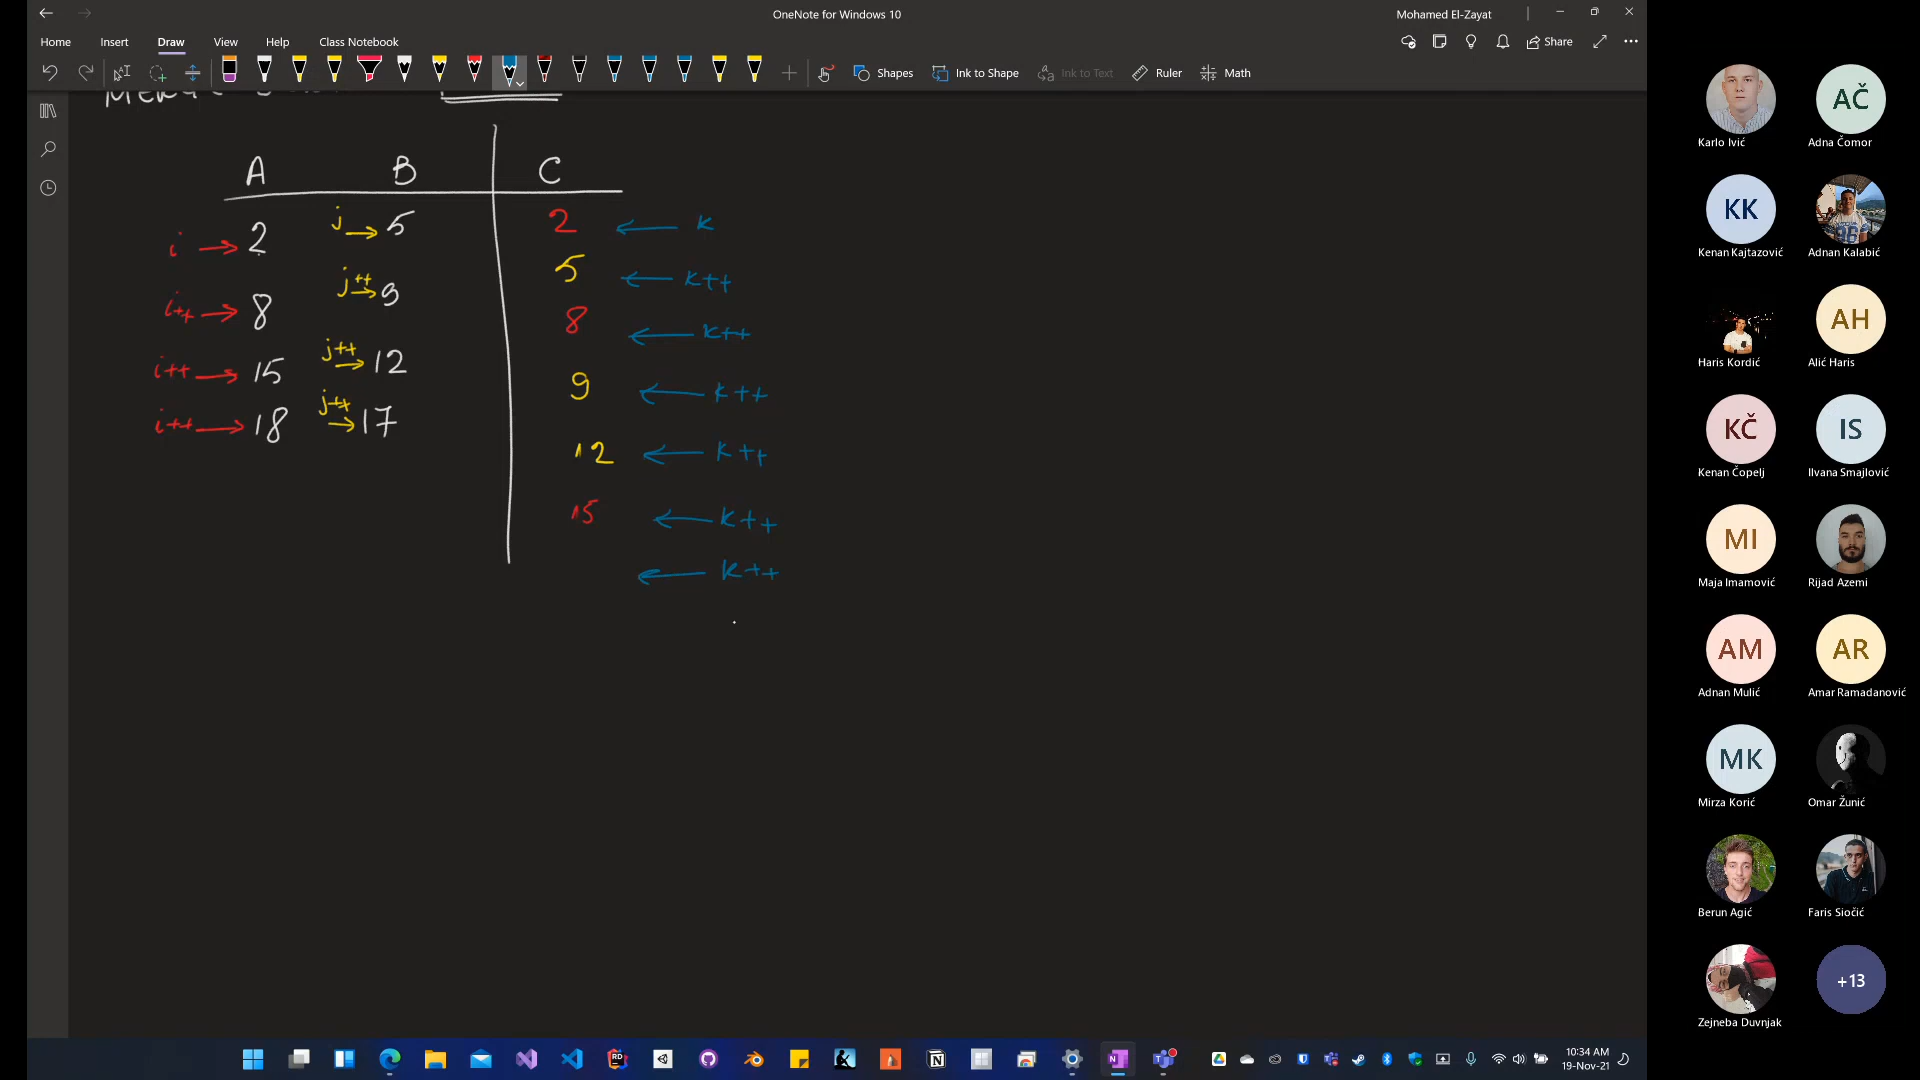 OneNote for Windows 10
Mohamed El-Zayat
Home Insert Draw View Help Class Notebook
Share
Shapes Ink to Shape Ink to Text Ruler Math
A B C
i → 2 j → 5 2 ← k
i++ → 8 j++ → 9 5 ← k++
8 ← k++
i++ → 15 j++ → 12 9 ← k++
i++ → 18 j++ → 17 12 ← k++
15 ← k++
← k++
Karlo Ivić
AČ
Adna Čomor
KK
Kenan Kajtazović
Adnan Kalabić
Haris Kordić
AH
Alić Haris
KČ
Kenan Čopelj
IS
Ilvana Smajlović
MI
Maja Imamović
Rijad Azemi
AM
Adnan Mulić
AR
Amar Ramadanović
MK
Mirza Korić
Omar Žunić
Berun Agić
Faris Siočić
Zejneba Duvnjak
+13
10:34 AM
19-Nov-21